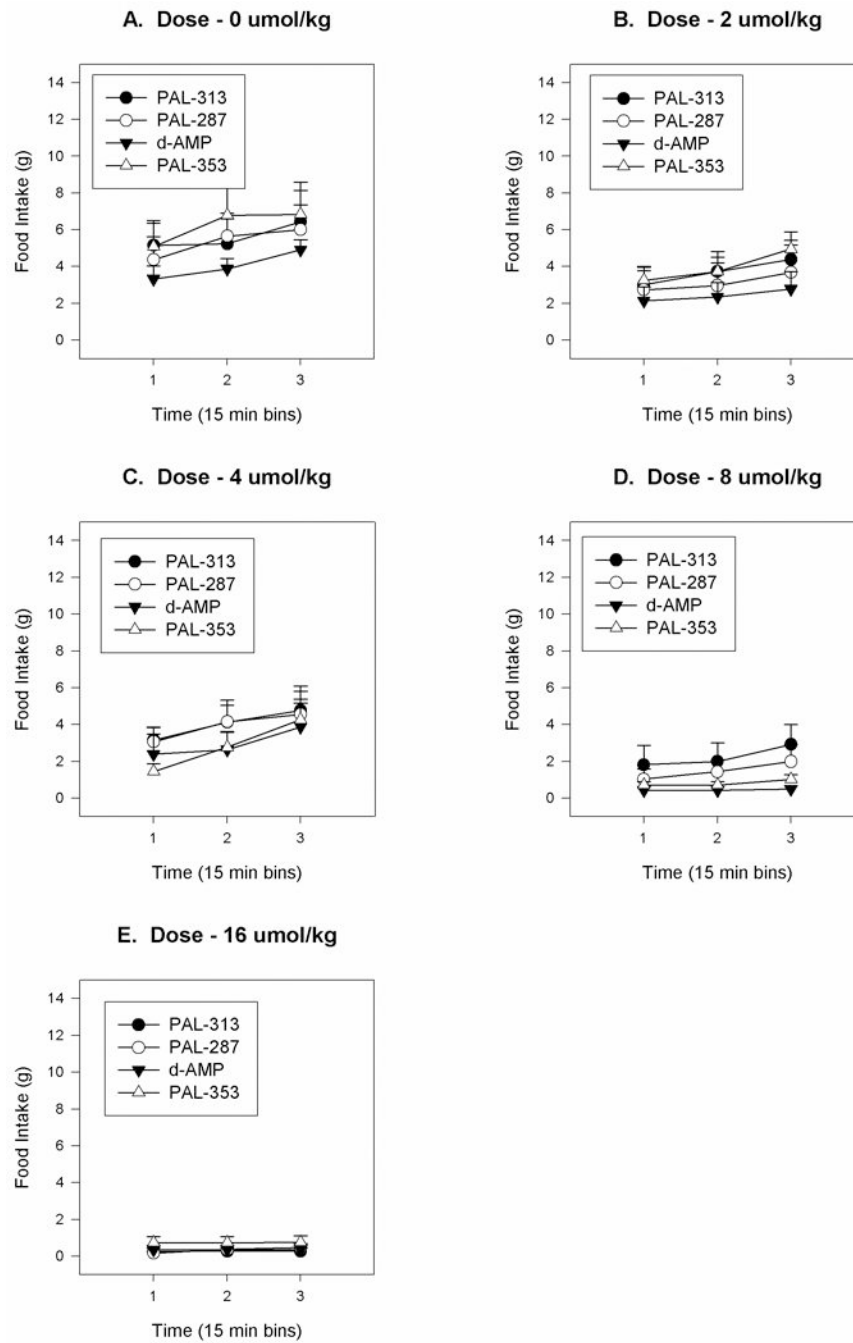 A. Dose - 0 umol/kg
14
12
10
8
6
4
2
0
Food Intake (g)
PAL-313
PAL-287
d-AMP
PAL-353
1 2 3
Time (15 min bins)
B. Dose - 2 umol/kg
14
12
10
8
6
4
2
0
Food Intake (g)
PAL-313
PAL-287
d-AMP
PAL-353
1 2 3
Time (15 min bins)
C. Dose - 4 umol/kg
14
12
10
8
6
4
2
0
Food Intake (g)
PAL-313
PAL-287
d-AMP
PAL-353
1 2 3
Time (15 min bins)
D. Dose - 8 umol/kg
14
12
10
8
6
4
2
0
Food Intake (g)
PAL-313
PAL-287
d-AMP
PAL-353
1 2 3
Time (15 min bins)
E. Dose - 16 umol/kg
14
12
10
8
6
4
2
0
Food Intake (g)
PAL-313
PAL-287
d-AMP
PAL-353
1 2 3
Time (15 min bins)